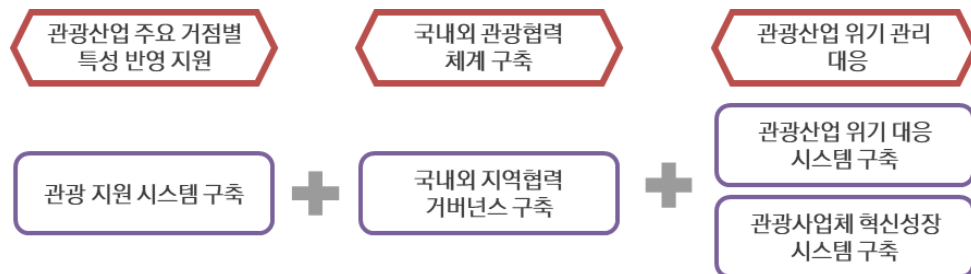 관광산업 주요 거점별
특성 반영 지원
국내외 관광협력
체계 구축
관광산업 위기 관리
대응
관광 지원 시스템 구축
국내외 지역협력
거버넌스 구축
관광산업 위기 대응
시스템 구축
관광사업체 혁신성장
시스템 구축